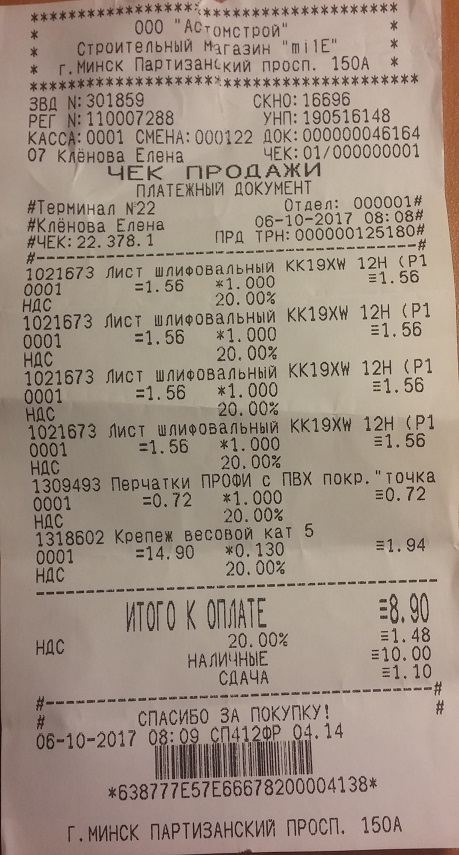 ************************************
* ООО "АСтомстрой" *
* Строительный Магазин "milE" *
* г.Минск Партизанский просп. 150А *
************************************
ЗВД N:301859 СКНО:16696
РЕГ N:110007288 УНП:190516148
КАССА:0001 СМЕНА:000122 ДОК:000000046164
07 Клёнова Елена ЧЕК:01/000000001
ЧЕК ПРОДАЖИ
ПЛАТЕЖНЫЙ ДОКУМЕНТ
#Терминал №22 Отдел: 000001#
#Клёнова Елена 06-10-2017 08:08#
#ЧЕК:22.378.1 ПРД ТРН:000000125180#
#--------------------------------------#
1021673 Лист шлифовальный KK19XW 12H (P1
0001 =1.56 *1.000 ≡1.56
НДС 20.00%
1021673 Лист шлифовальный KK19XW 12H (P1
0001 =1.56 *1.000 ≡1.56
НДС 20.00%
1021673 Лист шлифовальный KK19XW 12H (P1
0001 =1.56 *1.000 ≡1.56
НДС 20.00%
1021673 Лист шлифовальный KK19XW 12H (P1
0001 =1.56 *1.000 ≡1.56
НДС 20.00%
1309493 Перчатки ПРОФИ с ПВХ покр."точка
0001 =0.72 *1.000 ≡0.72
НДС 20.00%
1318602 Крепеж весовой кат 5
0001 =14.90 *0.130 ≡1.94
НДС 20.00%
----------------------------------------
ИТОГО К ОПЛАТЕ ≡8.90
НДС 20.00% ≡1.48
НАЛИЧНЫЕ ≡10.00
СДАЧА ≡1.10
#--------------------------------------#
# СПАСИБО ЗА ПОКУПКУ! #
06-10-2017 08:09 СП412ФР 04.14
*638777E57E66678200004138*
Г.МИНСК ПАРТИЗАНСКИЙ ПРОСП. 150А